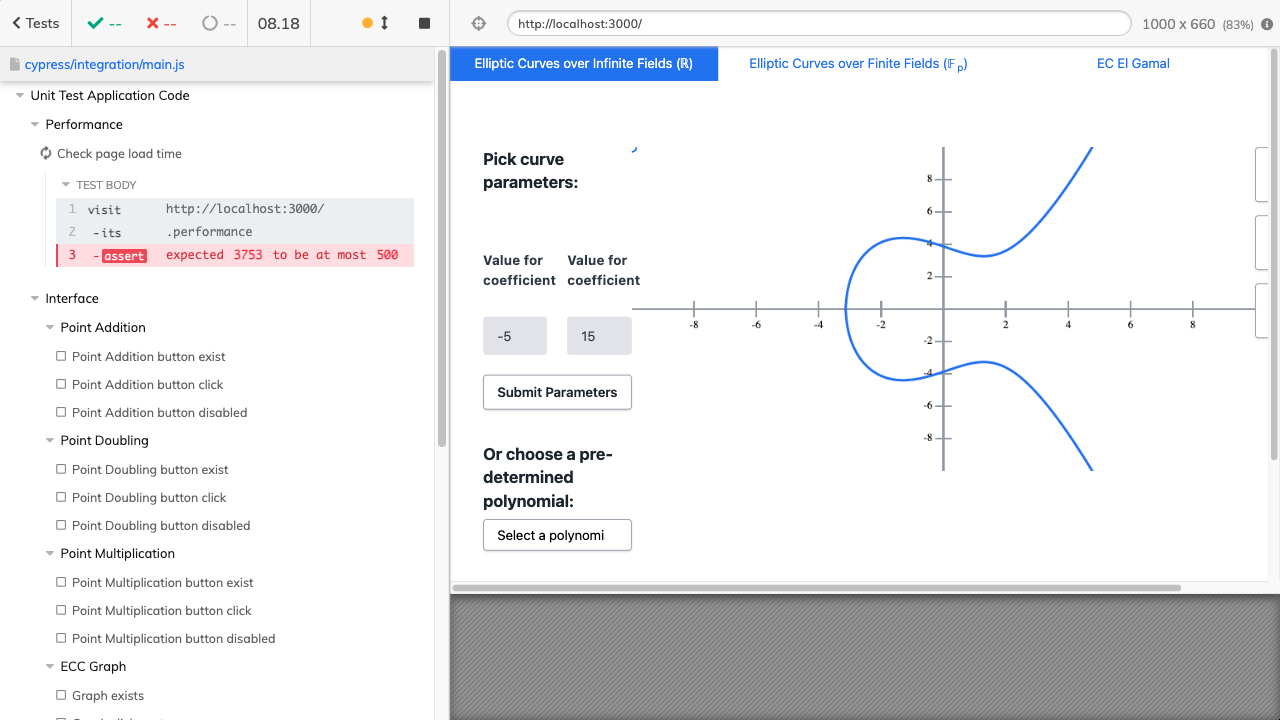 Tests
--
--
--
08.18
http://localhost:3000/
1000 x 660 (83%)
cypress/integration/main.js
Unit Test Application Code
Performance
Check page load time
TEST BODY
1 visit http://localhost:3000/
2 -its .performance
3 -assert expected 3753 to be at most 500
Interface
Point Addition
Point Addition button exist
Point Addition button click
Point Addition button disabled
Point Doubling
Point Doubling button exist
Point Doubling button click
Point Doubling button disabled
Point Multiplication
Point Multiplication button exist
Point Multiplication button click
Point Multiplication button disabled
ECC Graph
Graph exists
Elliptic Curves over Infinite Fields (ℝ)
Elliptic Curves over Finite Fields (𝔽p)
EC El Gamal
Pick curve
parameters:
Value for
coefficient
Value for
coefficient
-5
15
Submit Parameters
Or choose a pre-
determined
polynomial:
Select a polynomi
8
6
4
2
-8 -6 -4 -2 2 4 6 8
-2
-4
-6
-8